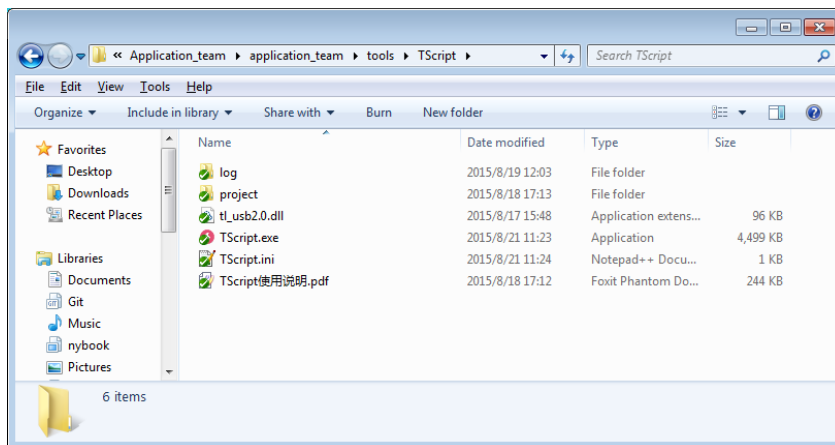 « Application_team application_team tools TScript
Search TScript
File Edit View Tools Help
Organize Include in library Share with Burn New folder
Favorites
Desktop
Downloads
Recent Places
Libraries
Documents
Git
Music
nybook
Pictures
Name Date modified Type Size
log 2015/8/19 12:03 File folder
project 2015/8/18 17:13 File folder
tl_usb2.0.dll 2015/8/17 15:48 Application extens... 96 KB
TScript.exe 2015/8/21 11:23 Application 4,499 KB
TScript.ini 2015/8/21 11:24 Notepad++ Docu... 1 KB
TScript使用说明.pdf 2015/8/18 17:12 Foxit Phantom Do... 244 KB
6 items